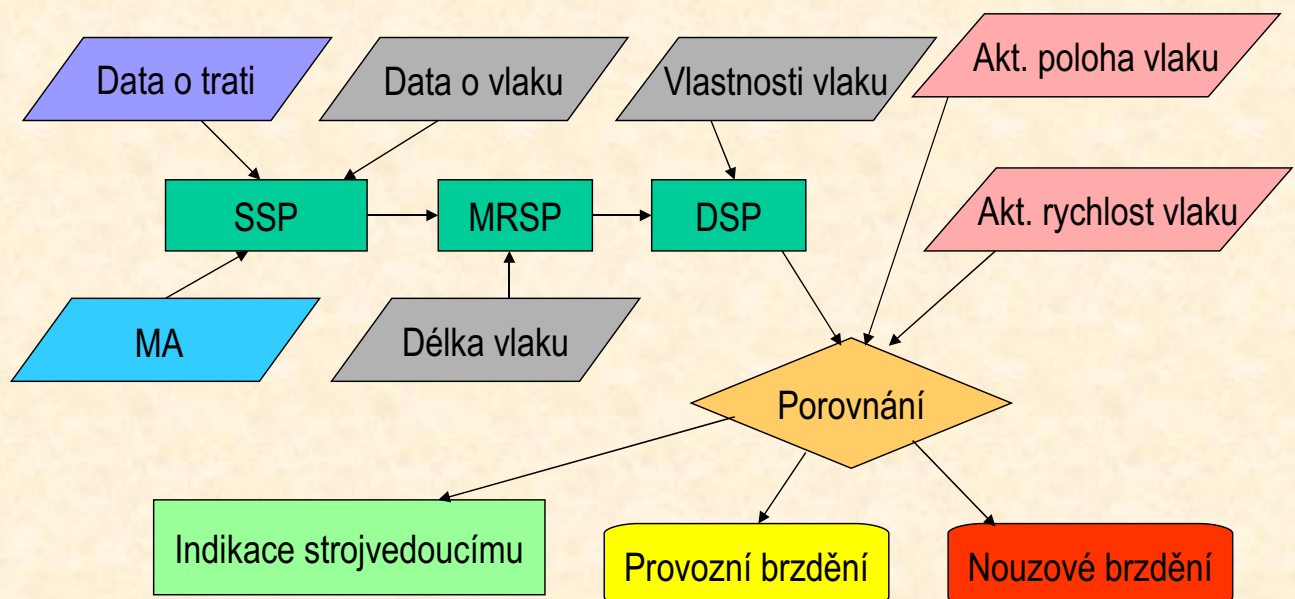 Data o trati
Data o vlaku
Vlastnosti vlaku
Akt. poloha vlaku
SSP
MRSP
DSP
Akt. rychlost vlaku
MA
Délka vlaku
Porovnání
Indikace strojvedoucímu
Provozní brzdění
Nouzové brzdění